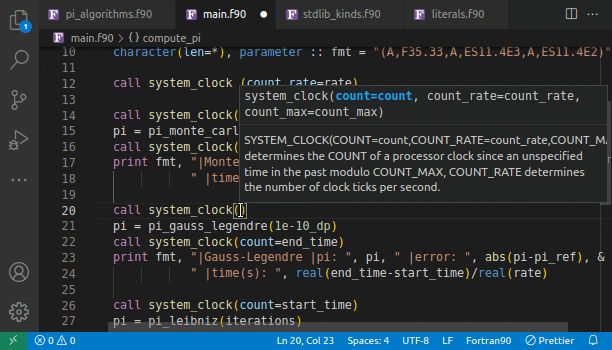 pi_algorithms.f90 main.f90 stdlib_kinds.f90 literals.f90
main.f90 > compute_pi
10 character(len=*), parameter :: fmt = "(A,F35.33,A,ES11.4E3,A,ES11.4E2)"
11
12 call system_clock (count_rate=rate)
13
system_clock(count=count, count_rate=count_rate,
count_max=count_max)
SYSTEM_CLOCK(COUNT=count,COUNT_RATE=count_rate,COUNT_MA
determines the COUNT of a processor clock since an unspecified
time in the past modulo COUNT_MAX, COUNT_RATE determines
the number of clock ticks per second.
14 call system_clock(
15 pi = pi_monte_carl
16 call system_clock(
17 print fmt, "|Monte
18 " |time
19
20 call system_clock()
21 pi = pi_gauss_legendre(1e-10_dp)
22 call system_clock(count=end_time)
23 print fmt, "|Gauss-Legendre |pi: ", pi, " |error: ", abs(pi-pi_ref), &
24 " |time(s): ", real(end_time-start_time)/real(rate)
25
26 call system_clock(count=start_time)
27 pi = pi_leibniz(iterations)
0 0 Ln 20, Col 23 Spaces: 4 UTF-8 LF Fortran90 Prettier